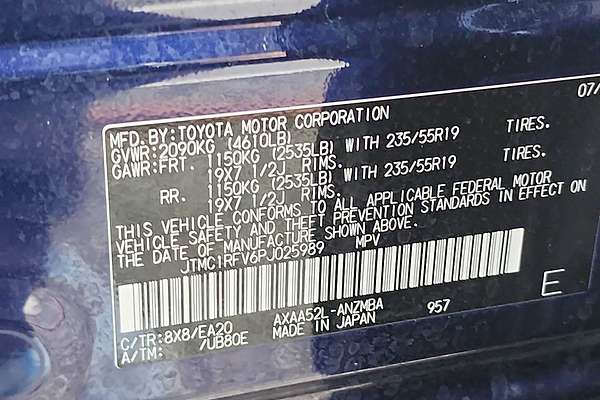 MFD. BY: TOYOTA MOTOR CORPORATION 07/
GVWR: 2090KG (4610LB)
GAWR: FRT. 1150KG (2535LB) WITH 235/55R19 TIRES.
19X7 1/2J RIMS.
RR. 1150KG (2535LB) WITH 235/55R19 TIRES.
19X7 1/2J RIMS.
THIS VEHICLE CONFORMS TO ALL APPLICABLE FEDERAL MOTOR
VEHICLE SAFETY AND THEFT PREVENTION STANDARDS IN EFFECT ON
THE DATE OF MANUFACTURE SHOWN ABOVE.
JTMC1RFV6PJ025989 MPV
C/TR: 8X8/EA20 AXAA52L-ANZMBA 957 E
A/TM: /UB80E MADE IN JAPAN